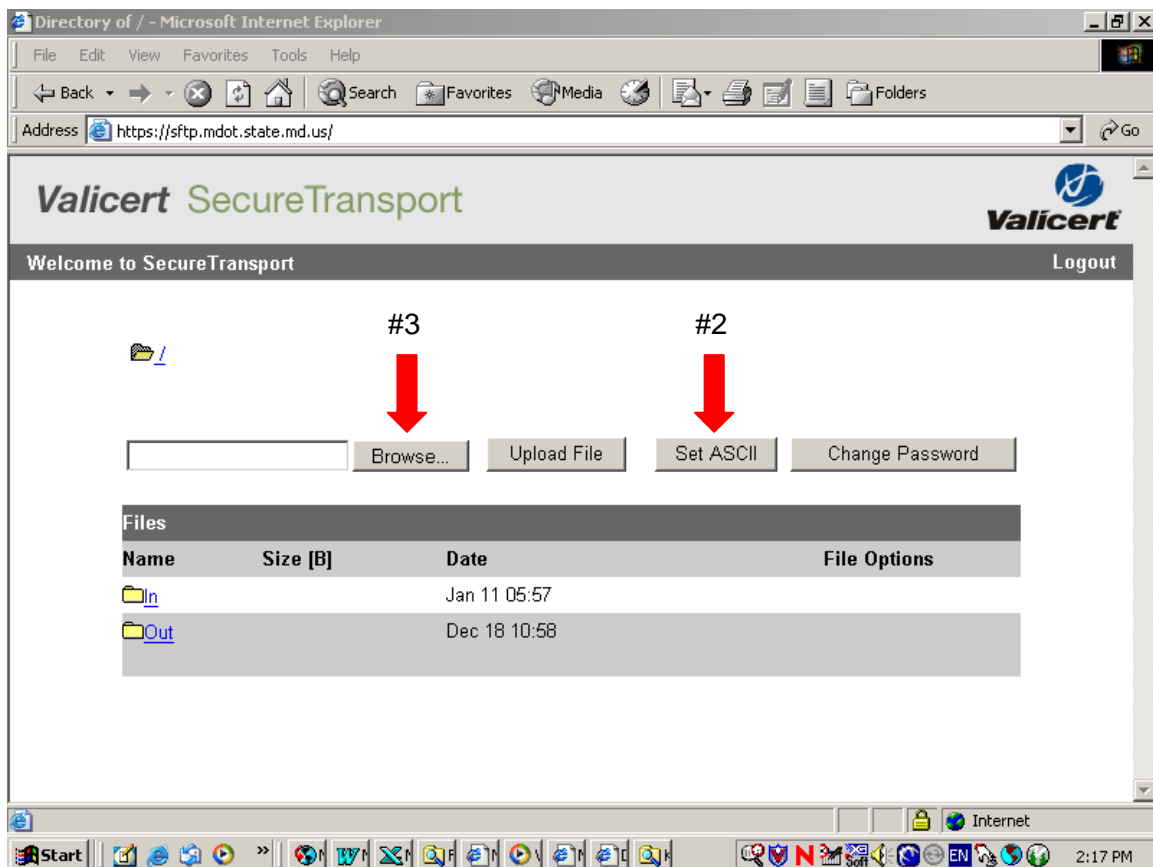 Directory of / - Microsoft Internet Explorer
File Edit View Favorites Tools Help
Back Search Favorites Media Folders
Address https://sftp.mdot.state.md.us/ Go
Valicert SecureTransport
Valicert
Welcome to SecureTransport Logout
#3 #2
/
Browse... Upload File Set ASCII Change Password
Files
Name Size [B] Date File Options
In Jan 11 05:57
Out Dec 18 10:58
Internet
Start » EN 2:17 PM